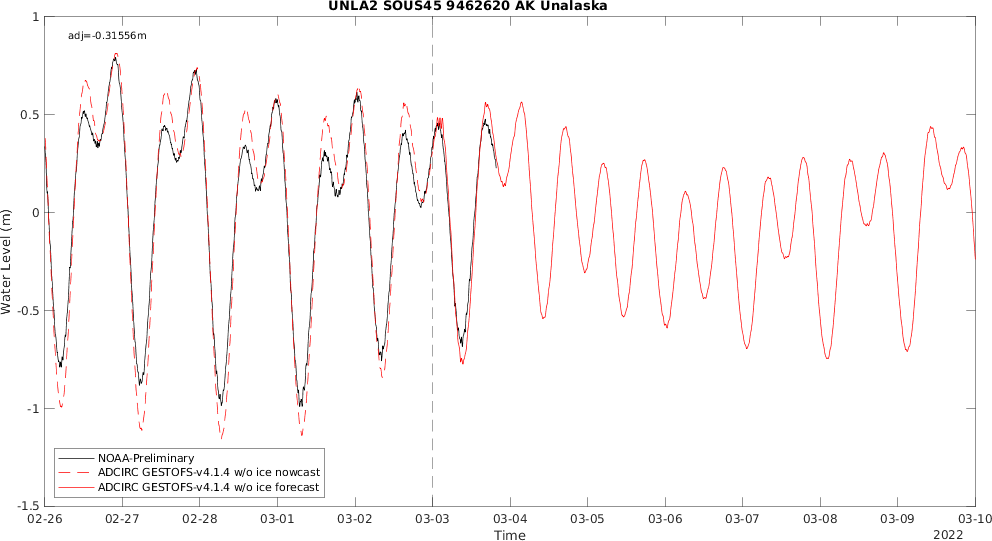 UNLA2 SOUS45 9462620 AK Unalaska
adj=-0.31556m
1
0.5
0
-0.5
-1
-1.5
Water Level (m)
NOAA-Preliminary
ADCIRC GESTOFS-v4.1.4 w/o ice nowcast
ADCIRC GESTOFS-v4.1.4 w/o ice forecast
02-26 02-27 02-28 03-01 03-02 03-03 03-04 03-05 03-06 03-07 03-08 03-09 03-10
Time
2022